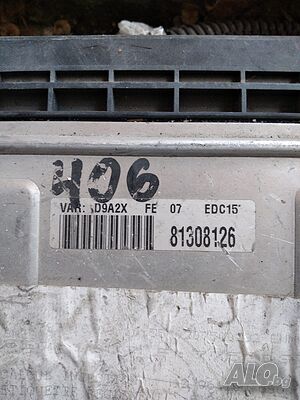 406
VAR: D9A2X FE 07 EDC15
81308126
ALO.bg